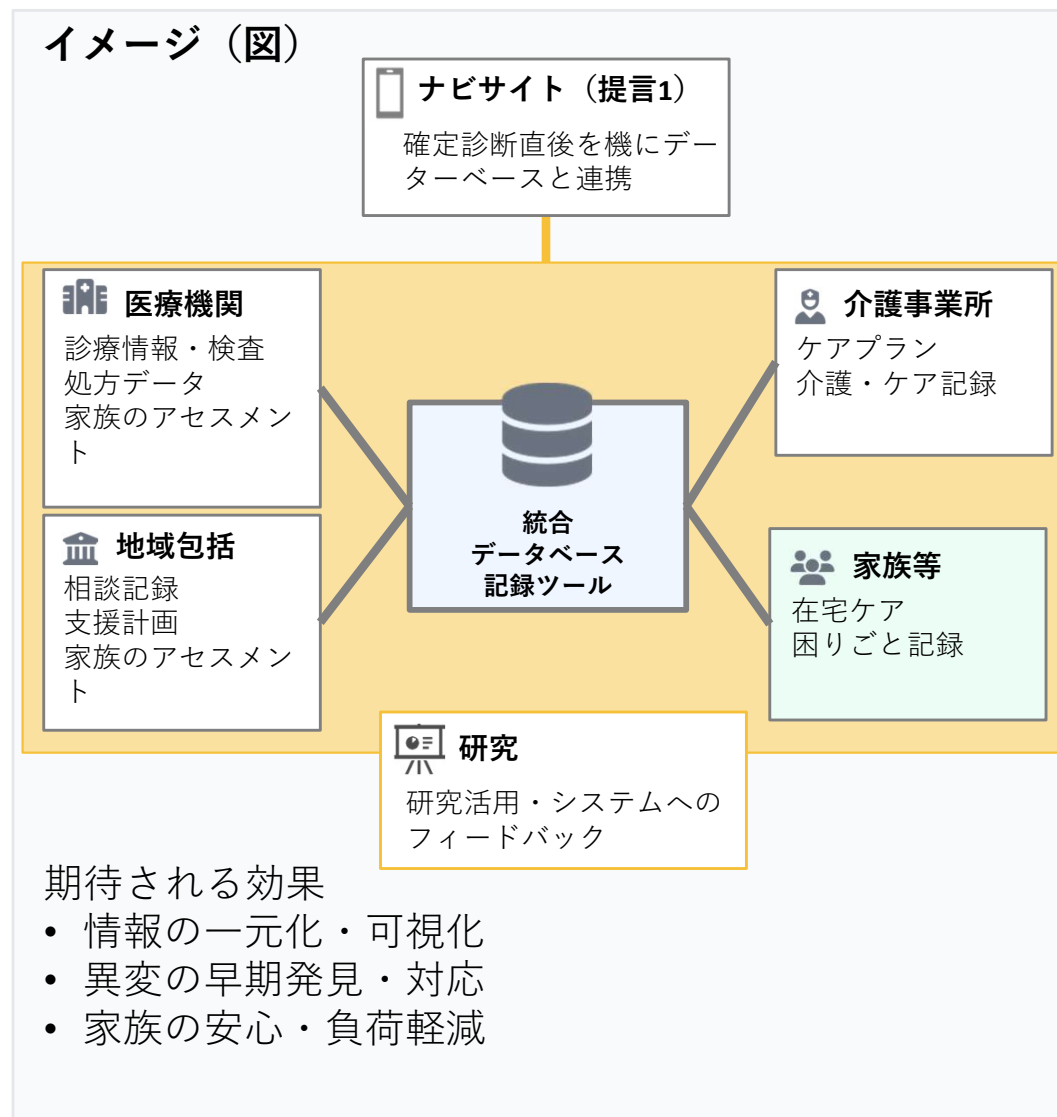 イメージ（図）
ナビサイト（提言1）
確定診断直後を機にデー
ターベースと連携
医療機関
診療情報・検査
処方データ
家族のアセスメン
ト
介護事業所
ケアプラン
介護・ケア記録
統合
データベース
記録ツール
地域包括
相談記録
支援計画
家族のアセスメン
ト
家族等
在宅ケア
困りごと記録
研究
研究活用・システムへの
フィードバック
期待される効果
• 情報の一元化・可視化
• 異変の早期発見・対応
• 家族の安心・負荷軽減